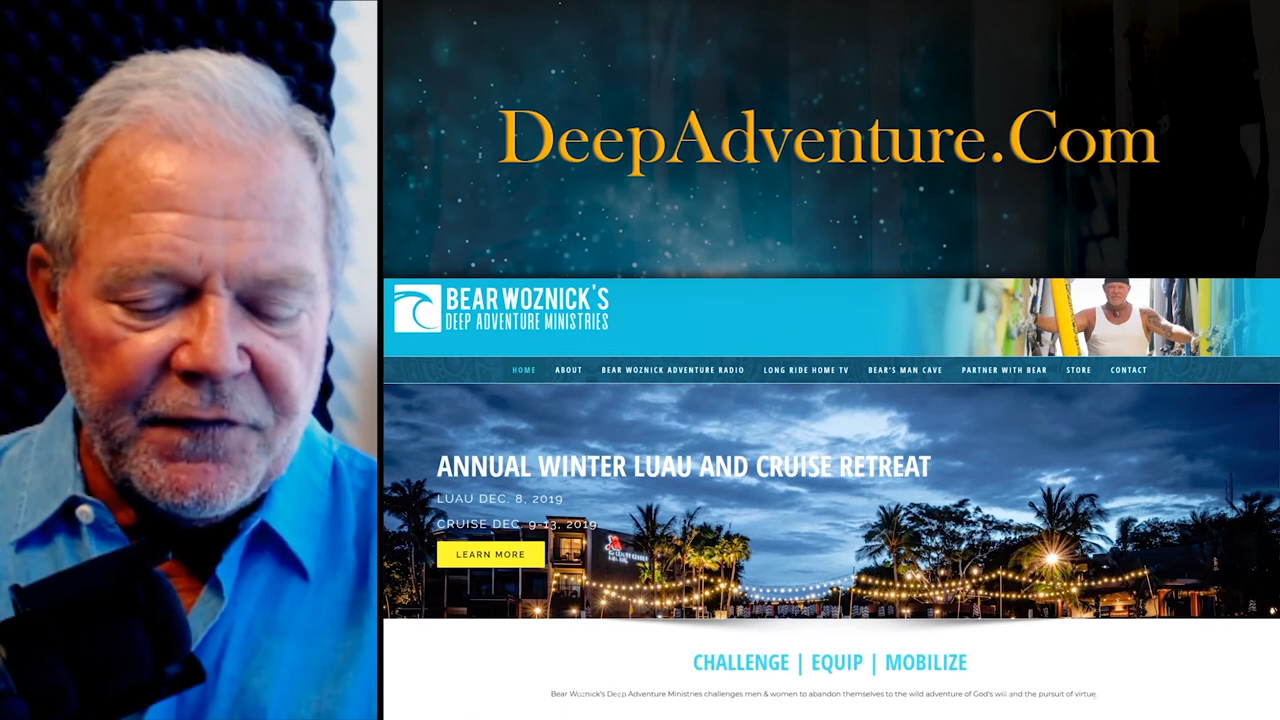 DeepAdventure.Com
BEAR WOZNICK'S
DEEP ADVENTURE MINISTRIES
HOME ABOUT BEAR WOZNICK ADVENTURE RADIO LONG RIDE HOME TV BEAR'S MAN CAVE PARTNER WITH BEAR STORE CONTACT
ANNUAL WINTER LUAU AND CRUISE RETREAT
LUAU DEC. 8, 2019
CRUISE DEC. 9-13, 2019
LEARN MORE
CHALLENGE | EQUIP | MOBILIZE
Bear Woznick's Deep Adventure Ministries challenges men & women to abandon themselves to the wild adventure of God's will and the pursuit of virtue.